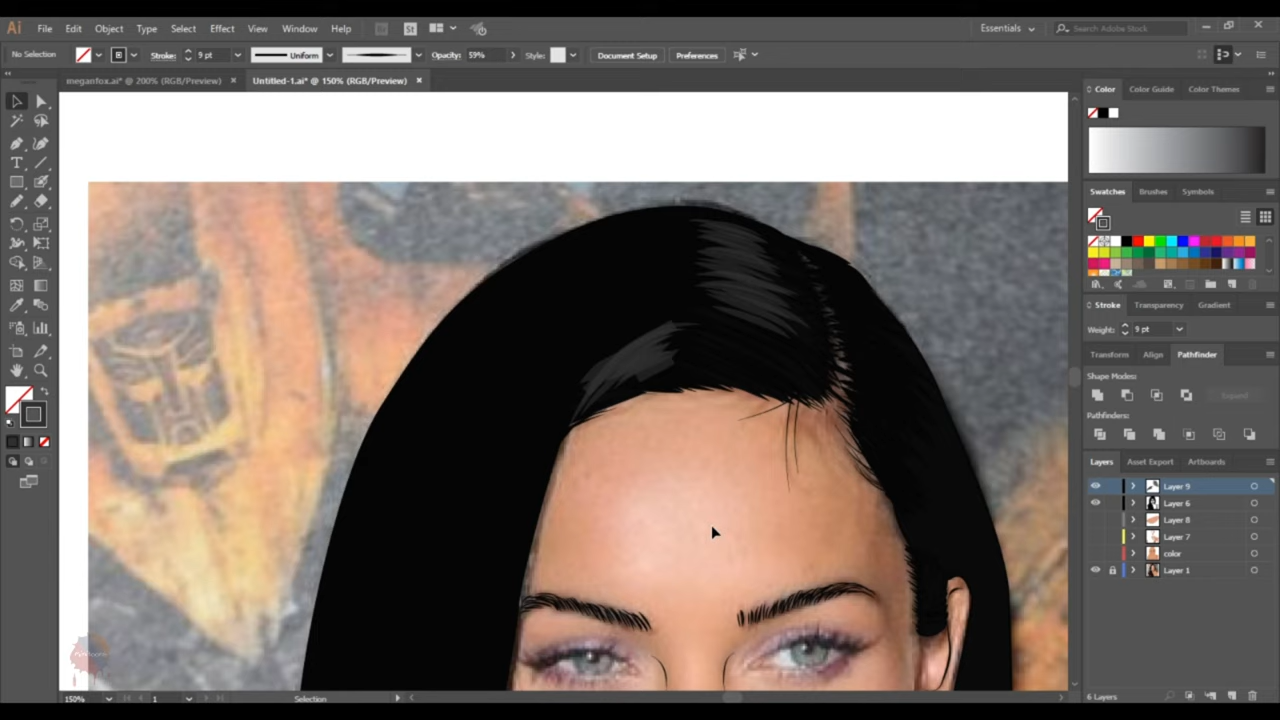 Ai File Edit Object Type Select Effect View Window Help Br St Essentials Search Adobe Stock
No Selection Stroke: 9 pt Uniform Opacity: 59% Style: Document Setup Preferences
meganfox.ai* @ 200% (RGB/Preview) Untitled-1.ai* @ 150% (RGB/Preview)
Color Color Guide Color Themes
Swatches Brushes Symbols
Stroke Transparency Gradient
Weight: 9 pt
Transform Align Pathfinder
Shape Modes:
Expand
Pathfinders:
Layers Asset Export Artboards
Layer 9
Layer 6
Layer 8
Layer 7
color
Layer 1
150% 1 Selection 6 Layers